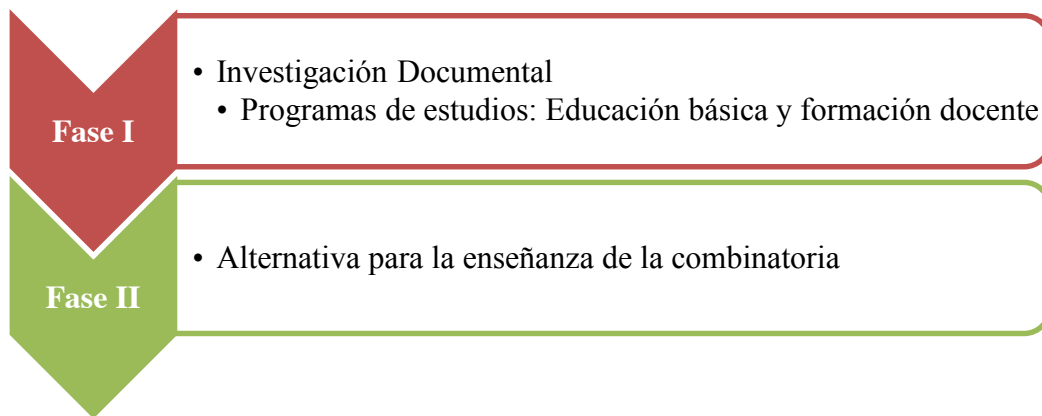 Fase I
• Investigación Documental
• Programas de estudios: Educación básica y formación docente
Fase II
• Alternativa para la enseñanza de la combinatoria